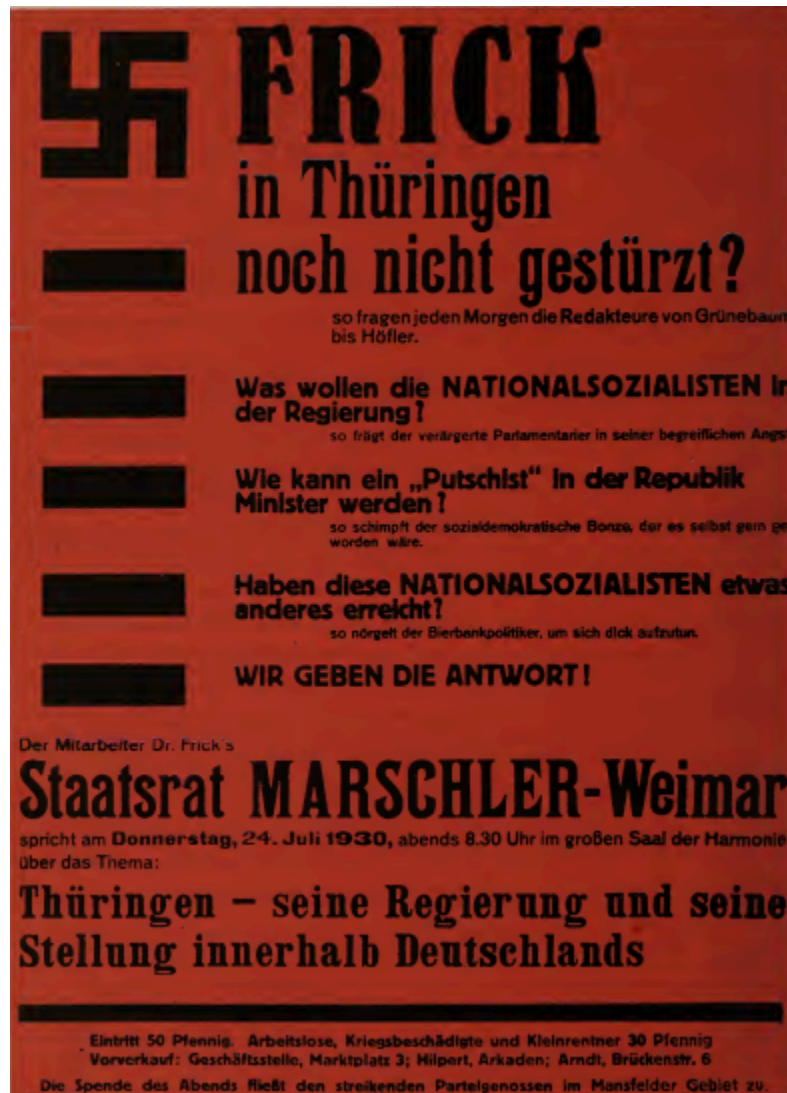 FRICK
in Thüringen
noch nicht gestürzt?
so fragen jeden Morgen die Redakteure von Grünebaum
bis Höfler.
Was wollen die NATIONALSOZIALISTEN in
der Regierung?
so frägt der verärgerte Parlamentarier in seiner begreiflichen Angst
Wie kann ein „Putschist“ in der Republik
Minister werden?
so schimpft der sozialdemokratische Bonze, der es selbst gern ge
worden wäre.
Haben diese NATIONALSOZIALISTEN etwas
anderes erreicht?
so nörgelt der Bierbankpolitiker, um sich dick aufzutun.
WIR GEBEN DIE ANTWORT!
Der Mitarbeiter Dr. Frick's
Staatsrat MARSCHLER-Weimar
spricht am Donnerstag, 24. Juli 1930, abends 8.30 Uhr im großen Saal der Harmonie
über das Thema:
Thüringen – seine Regierung und seine
Stellung innerhalb Deutschlands
Eintritt 50 Pfennig. Arbeitslose, Kriegsbeschädigte und Kleinrentner 30 Pfennig
Vorverkauf: Geschäftsstelle, Marktplatz 3; Hilpert, Arkaden; Arndt, Brückenstr. 6
Die Spende des Abends fließt den streikenden Parteigenossen im Mansfelder Gebiet zu.